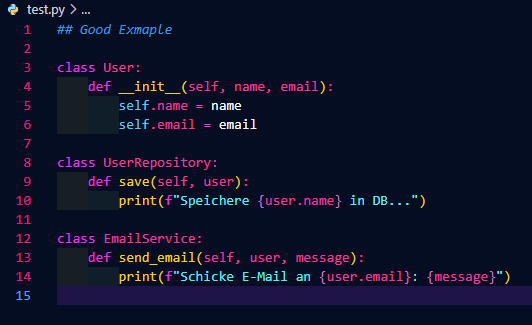 test.py > ...
1 ## Good Exmaple
2
3 class User:
4     def __init__(self, name, email):
5         self.name = name
6         self.email = email
7
8 class UserRepository:
9     def save(self, user):
10         print(f"Speichere {user.name} in DB...")
11
12 class EmailService:
13     def send_email(self, user, message):
14         print(f"Schicke E-Mail an {user.email}: {message}")
15